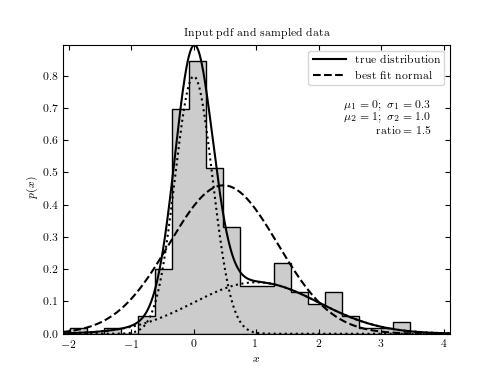 Input pdf and sampled data
true distribution
best fit normal
μ₁ = 0; σ₁ = 0.3
μ₂ = 1; σ₂ = 1.0
ratio = 1.5
p(x)
0.8
0.7
0.6
0.5
0.4
0.3
0.2
0.1
0.0
−2 −1 0 1 2 3 4
x